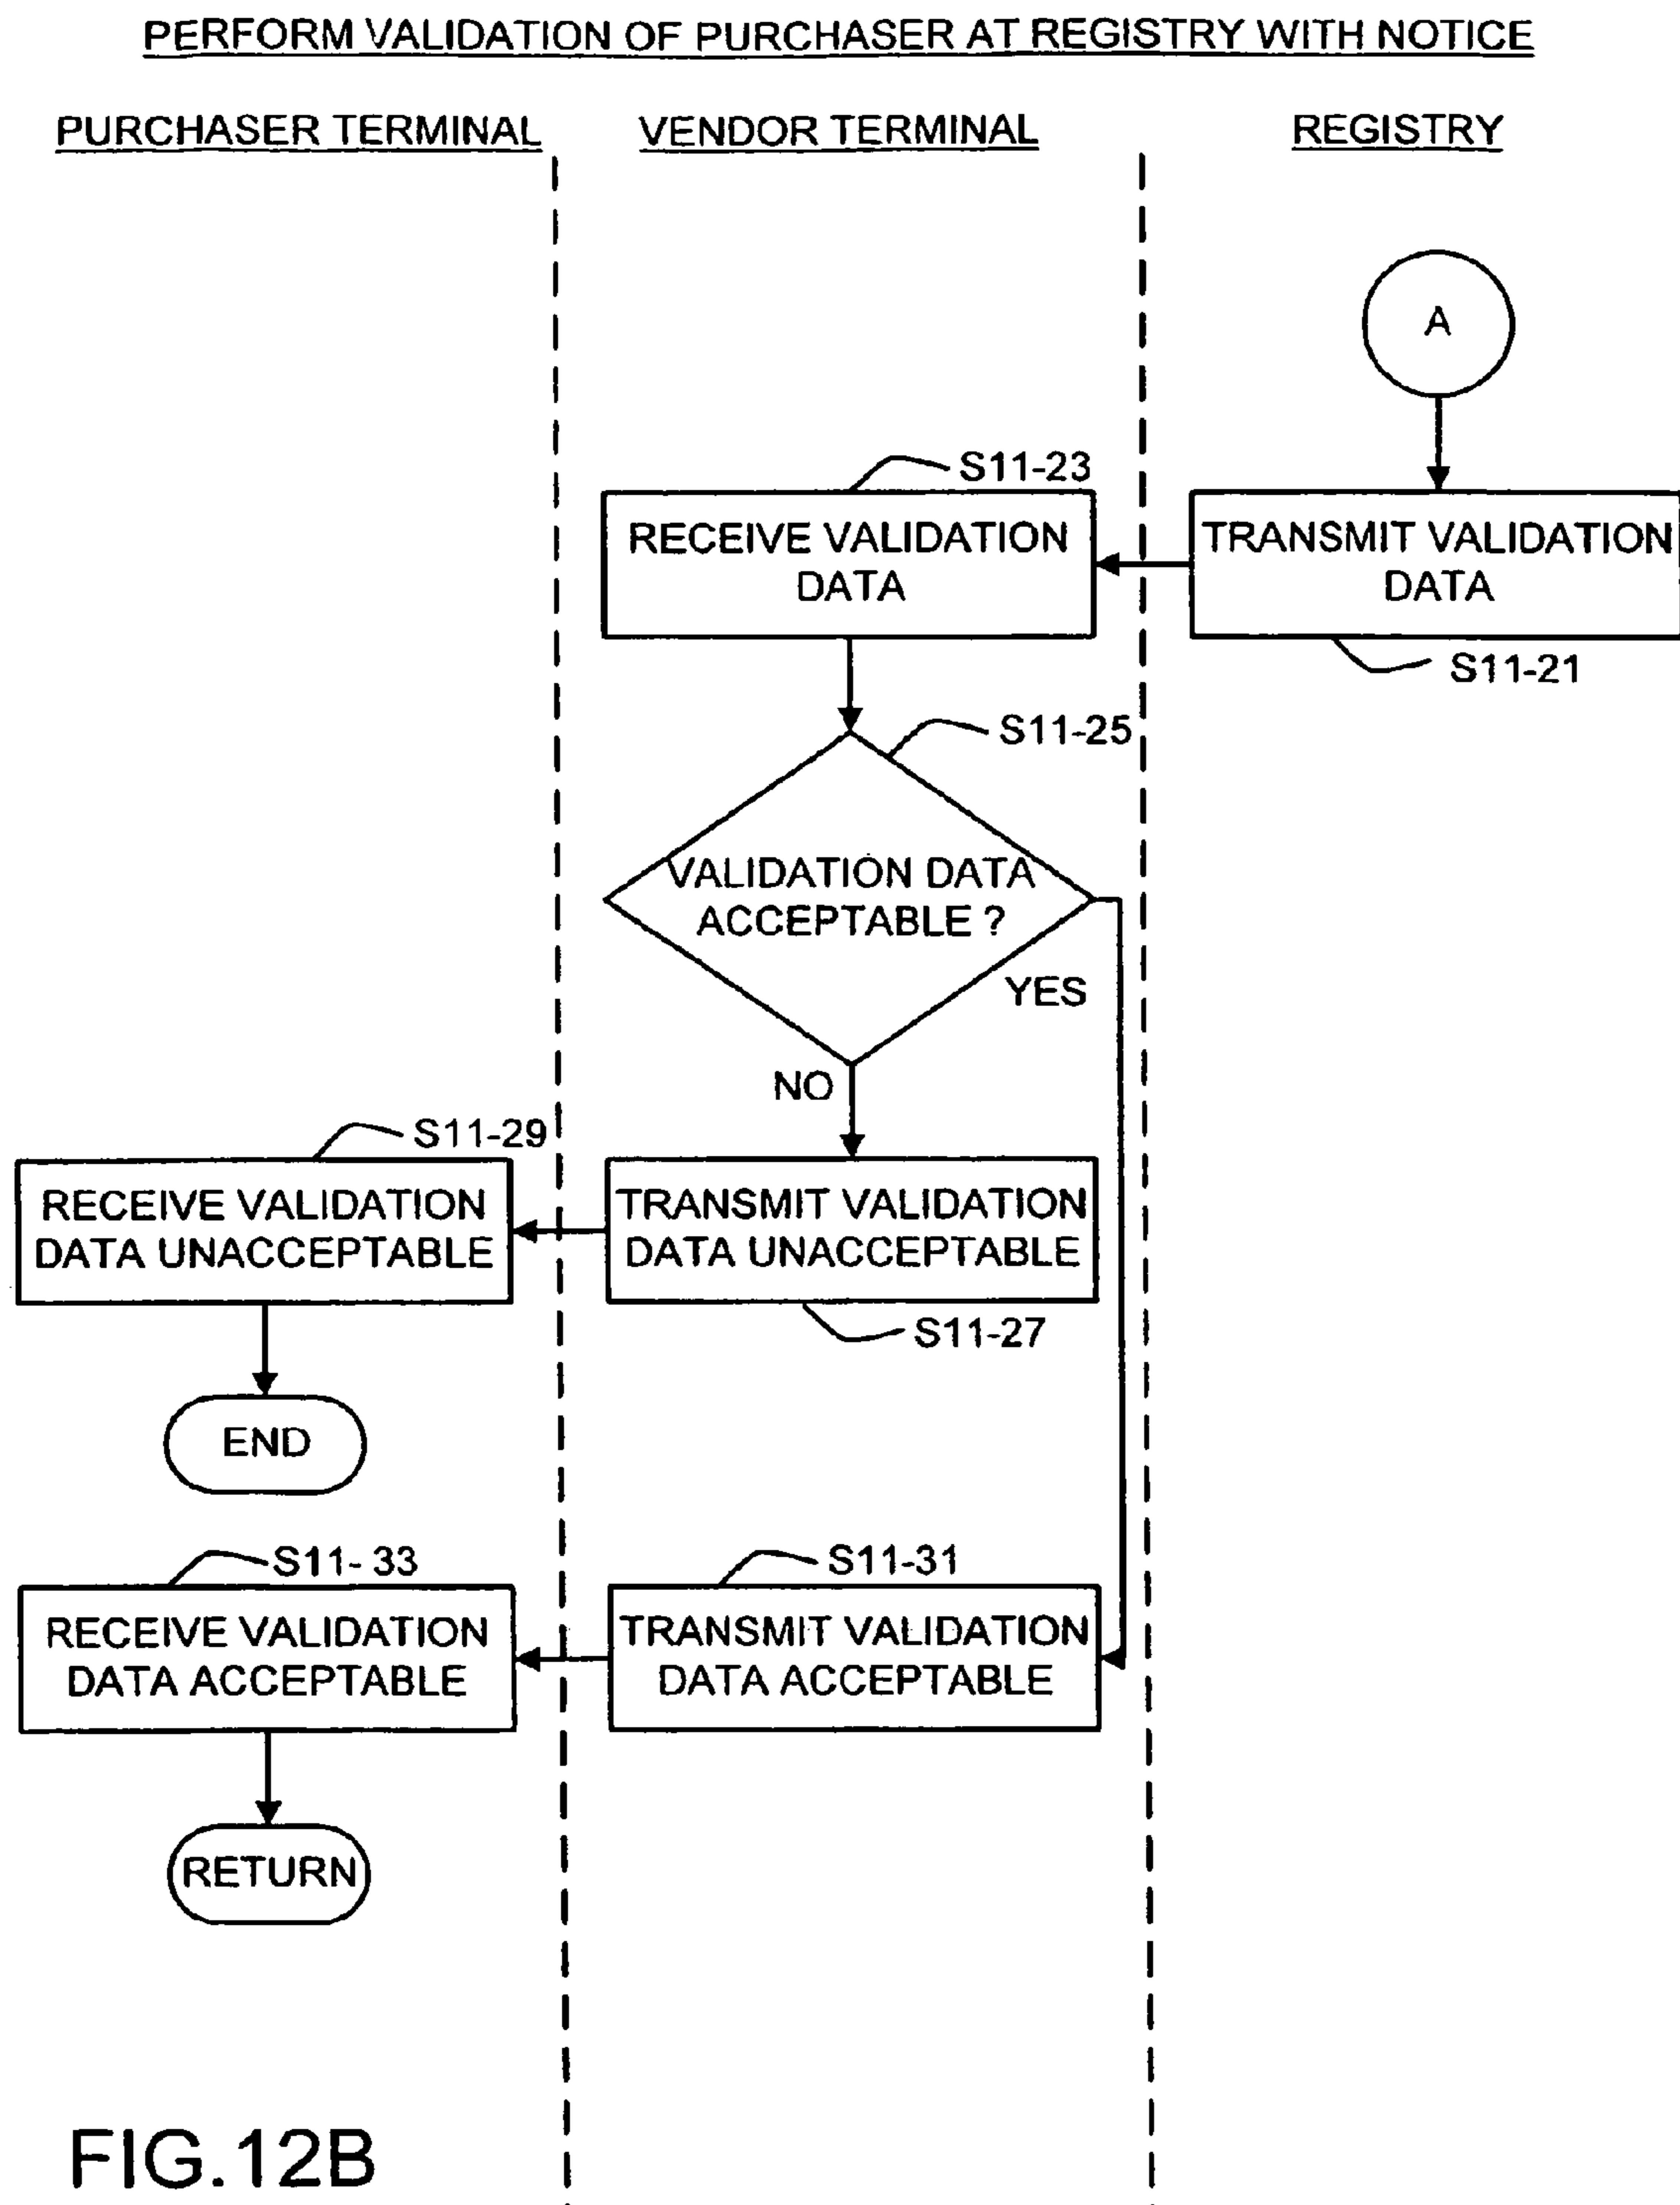 PERFORM VALIDATION OF PURCHASER AT REGISTRY WITH NOTICE
PURCHASER TERMINAL
VENDOR TERMINAL
REGISTRY
A
S11-23
RECEIVE VALIDATION
DATA
TRANSMIT VALIDATION
DATA
S11-21
S11-25
VALIDATION DATA
ACCEPTABLE ?
YES
NO
S11-29
RECEIVE VALIDATION
DATA UNACCEPTABLE
TRANSMIT VALIDATION
DATA UNACCEPTABLE
S11-27
END
S11- 33
RECEIVE VALIDATION
DATA ACCEPTABLE
S11-31
TRANSMIT VALIDATION
DATA ACCEPTABLE
RETURN
FIG.12B